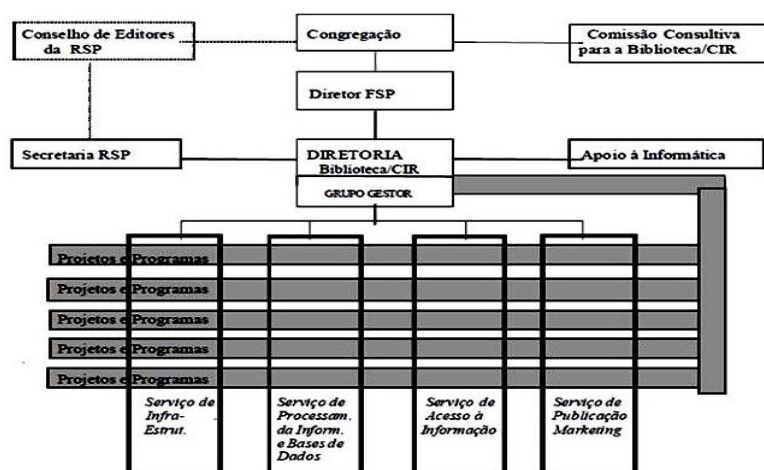 Conselho de Editores
da RSP
Congregação
Comissão Consultiva
para a Biblioteca/CIR
Diretor FSP
Secretaria RSP
DIRETORIA
Biblioteca/CIR
Apoio à Informática
GRUPO GESTOR
Projetos e Programas
Projetos e Programas
Projetos e Programas
Projetos e Programas
Projetos e Programas
Serviço de
Infra-
Estrut.
Serviço de
Processam.
da Inform.
e Bases de
Dados
Serviço de
Acesso à
Informação
Serviço de
Publicação
Marketing